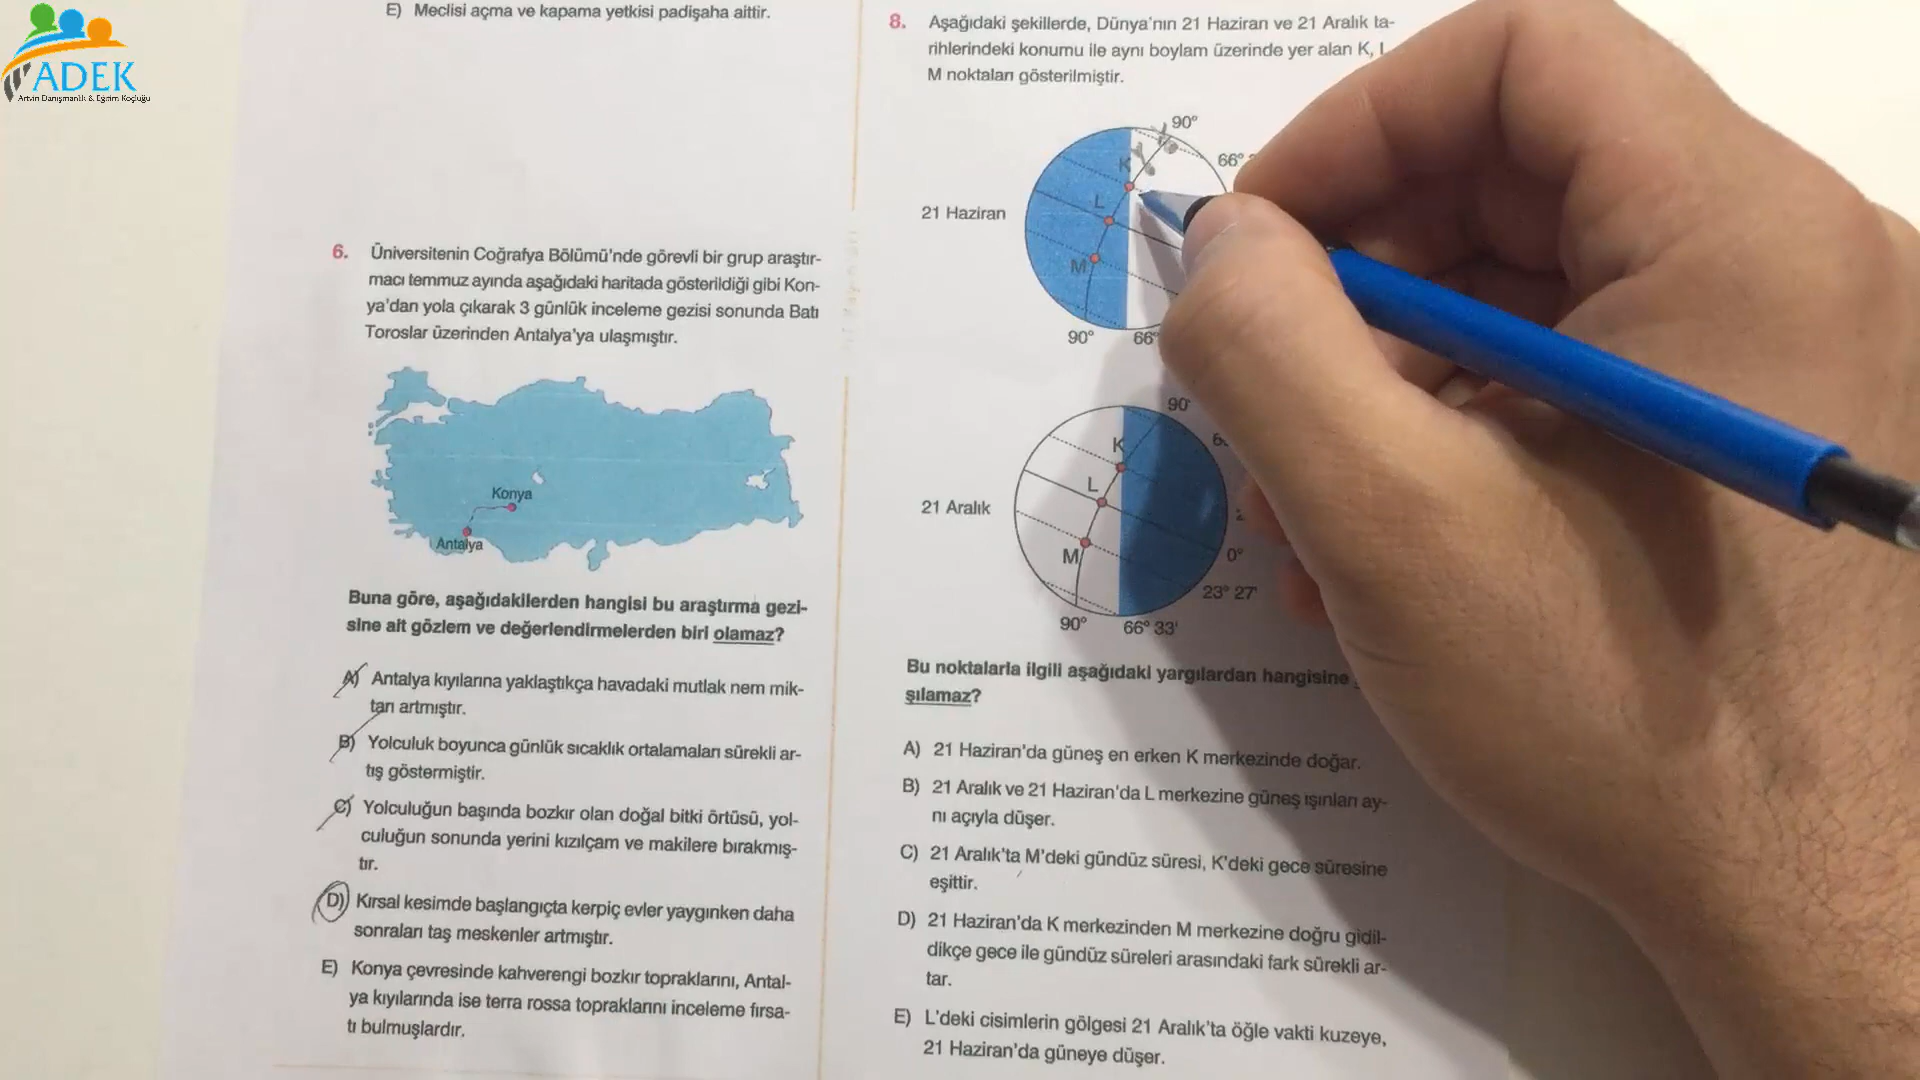 ADEK
Artvin Danışmanlık & Eğitim Koçluğu
E) Meclisi açma ve kapama yetkisi padişaha aittir.
6. Üniversitenin Coğrafya Bölümü'nde görevli bir grup araştır-
macı temmuz ayında aşağıdaki haritada gösterildiği gibi Kon-
ya'dan yola çıkarak 3 günlük inceleme gezisi sonunda Batı
Toroslar üzerinden Antalya'ya ulaşmıştır.
Konya
Antalya
Buna göre, aşağıdakilerden hangisi bu araştırma gezi-
sine ait gözlem ve değerlendirmelerden biri olamaz?
A) Antalya kıyılarına yaklaştıkça havadaki mutlak nem mik-
tarı artmıştır.
B) Yolculuk boyunca günlük sıcaklık ortalamaları sürekli ar-
tış göstermiştir.
C) Yolculuğun başında bozkır olan doğal bitki örtüsü, yol-
culuğun sonunda yerini kızılçam ve makilere bırakmış-
tır.
D) Kırsal kesimde başlangıçta kerpiç evler yaygınken daha
sonraları taş meskenler artmıştır.
E) Konya çevresinde kahverengi bozkır topraklarını, Antal-
ya kıyılarında ise terra rossa topraklarını inceleme fırsa-
tı bulmuşlardır.
8. Aşağıdaki şekillerde, Dünya'nın 21 Haziran ve 21 Aralık ta-
rihlerindeki konumu ile aynı boylam üzerinde yer alan K, L
M noktaları gösterilmiştir.
90°
66°
K
L
21 Haziran
M
90°
66°
90°
K
L
21 Aralık
M
0°
23° 27'
90°
66° 33'
Bu noktalarla ilgili aşağıdaki yargılardan hangisine
şılamaz?
A) 21 Haziran'da güneş en erken K merkezinde doğar.
B) 21 Aralık ve 21 Haziran'da L merkezine güneş ışınları ay-
nı açıyla düşer.
C) 21 Aralık'ta M'deki gündüz süresi, K'deki gece süresine
eşittir.
D) 21 Haziran'da K merkezinden M merkezine doğru gidil-
dikçe gece ile gündüz süreleri arasındaki fark sürekli ar-
tar.
E) L'deki cisimlerin gölgesi 21 Aralık'ta öğle vakti kuzeye,
21 Haziran'da güneye düşer.